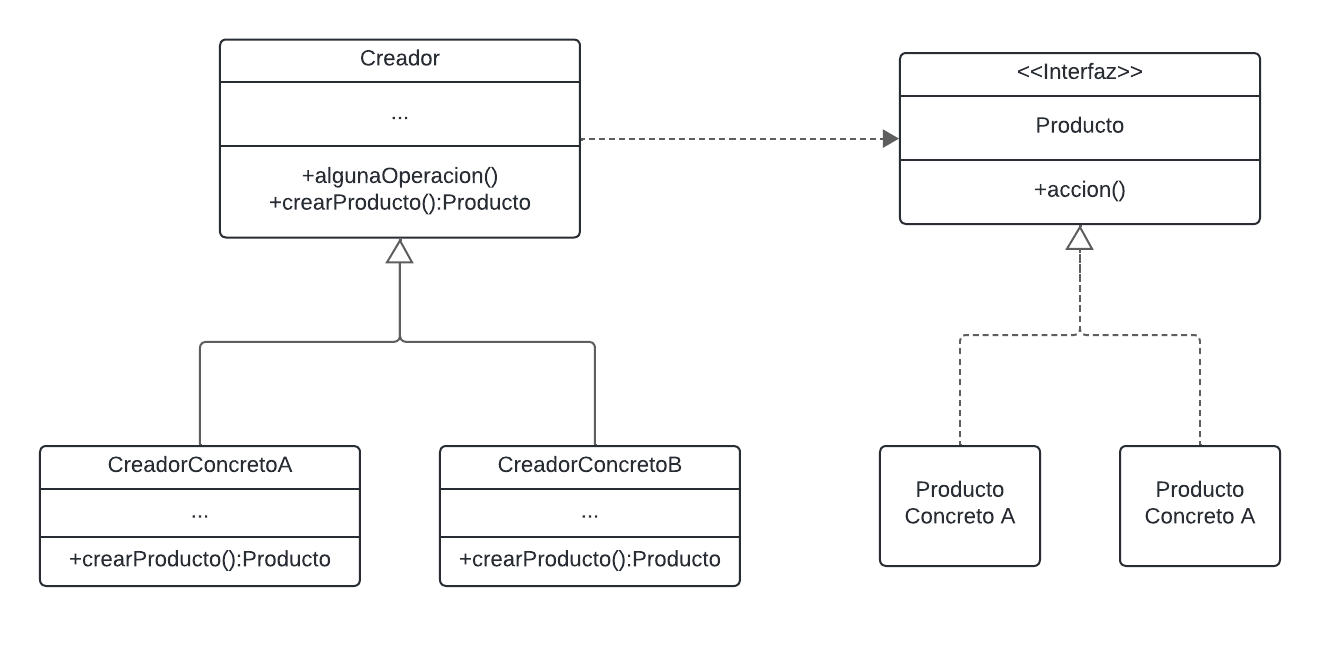 Creador
...
+algunaOperacion()
+crearProducto():Producto
<<Interfaz>>
Producto
+accion()
CreadorConcretoA
...
+crearProducto():Producto
CreadorConcretoB
...
+crearProducto():Producto
Producto
Concreto A
Producto
Concreto A